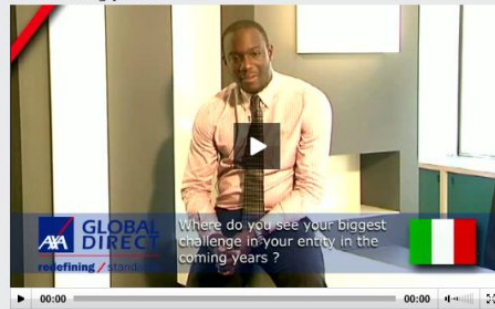 AXA
GLOBAL
DIRECT
redefining / standards
Where do you see your biggest
challenge in your entity in the
coming years ?
00:00
00:00